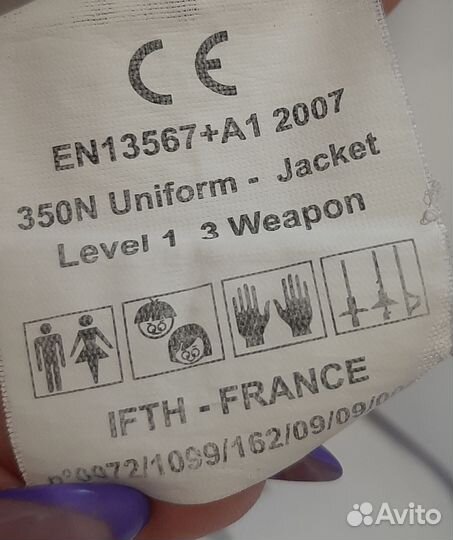 CE
EN13567+A1 2007
350N Uniform - Jacket
Level 1 3 Weapon
IFTH - FRANCE
Avito